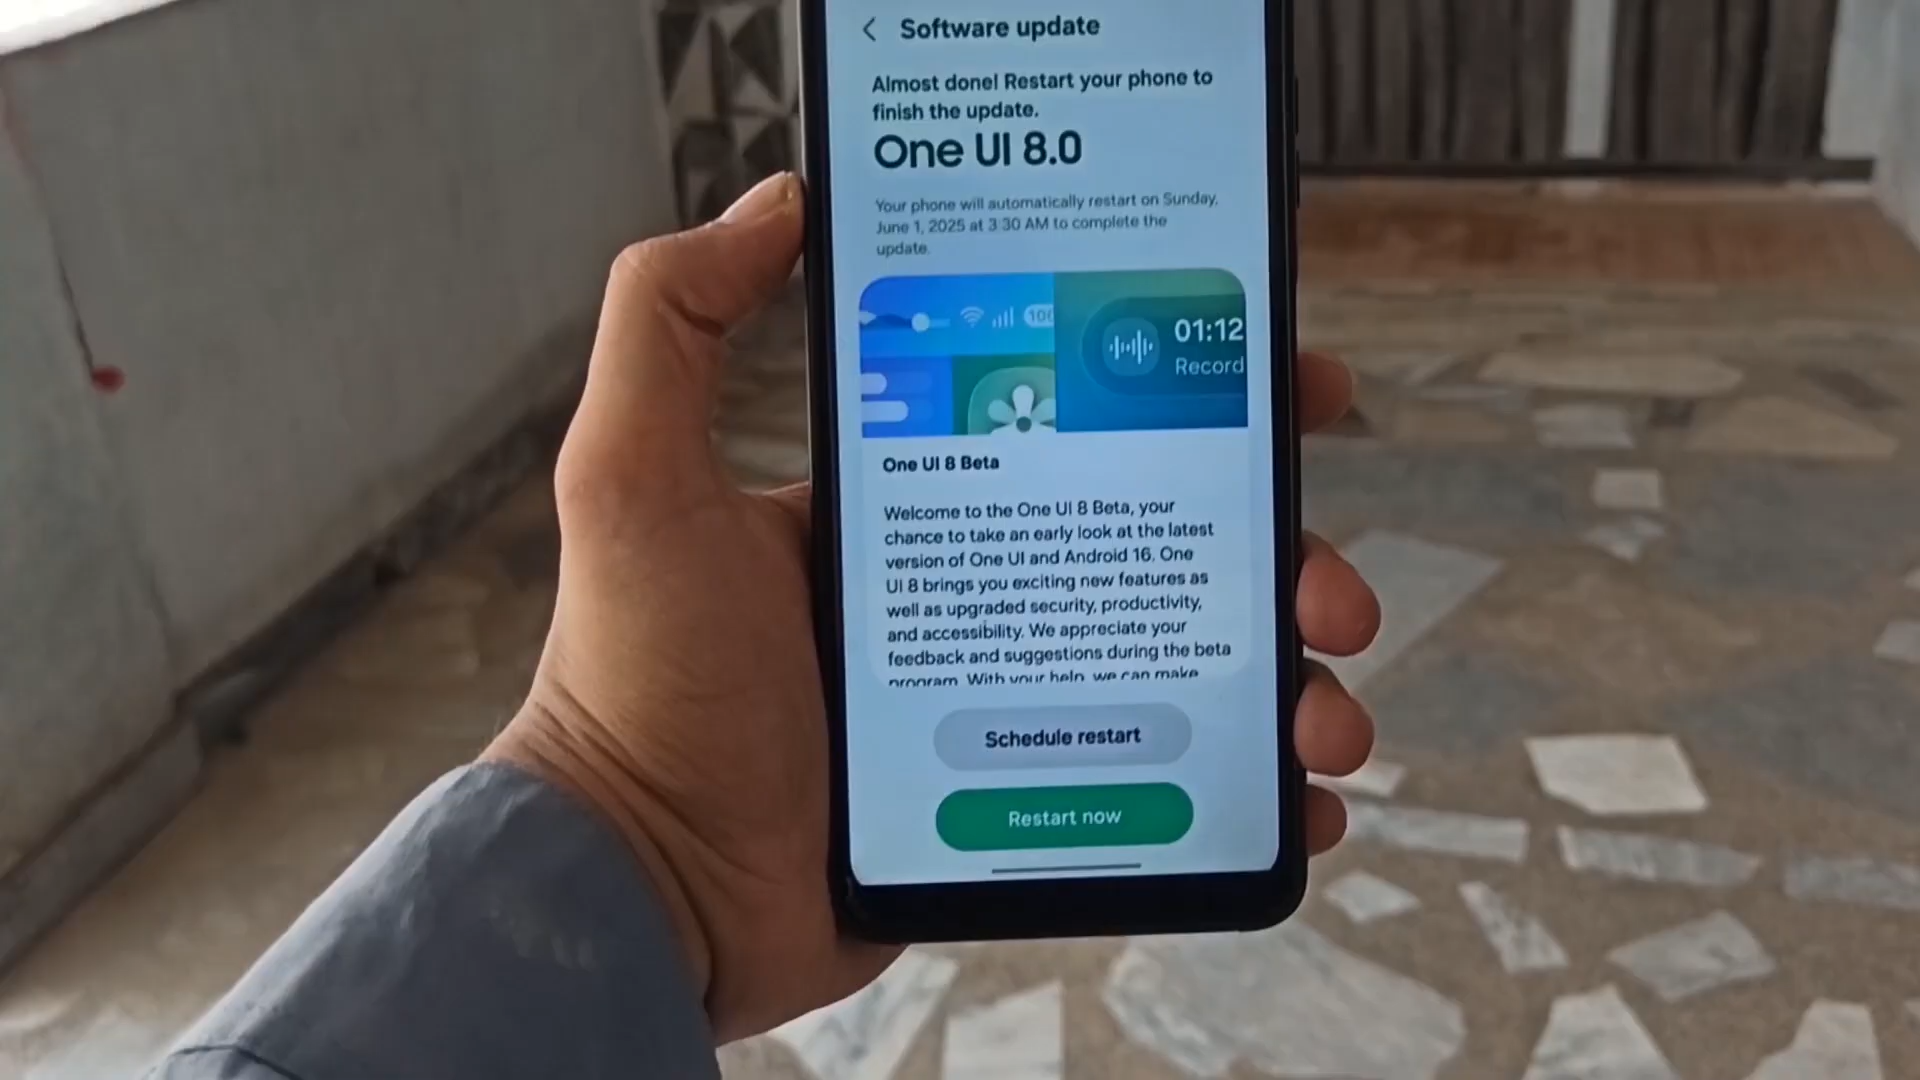 Software update
Almost done! Restart your phone to
finish the update.
One UI 8.0
Your phone will automatically restart on Sunday,
June 1, 2025 at 3:30 AM to complete the
update.
100
01:12
Record
One UI 8 Beta
Welcome to the One UI 8 Beta, your
chance to take an early look at the latest
version of One UI and Android 16. One
UI 8 brings you exciting new features as
well as upgraded security, productivity,
and accessibility. We appreciate your
feedback and suggestions during the beta
program. With your help, we can make
Schedule restart
Restart now